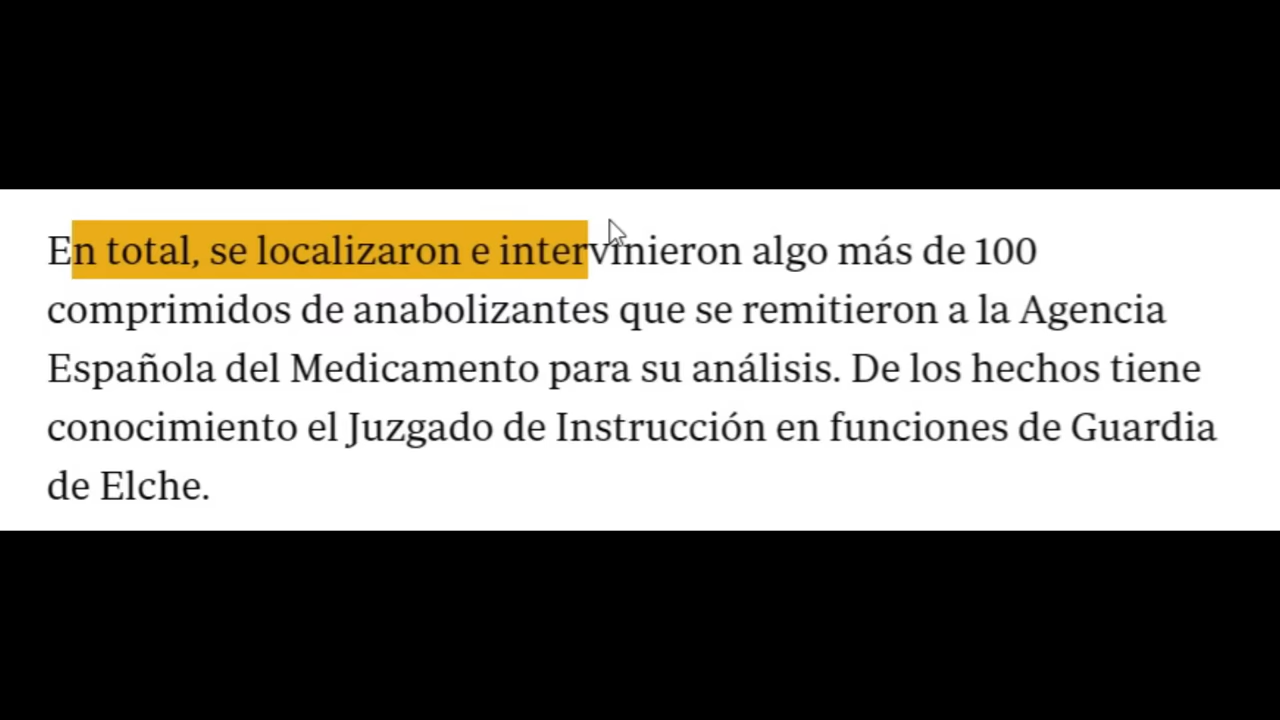 En total, se localizaron e intervinieron algo más de 100
comprimidos de anabolizantes que se remitieron a la Agencia
Española del Medicamento para su análisis. De los hechos tiene
conocimiento el Juzgado de Instrucción en funciones de Guardia
de Elche.